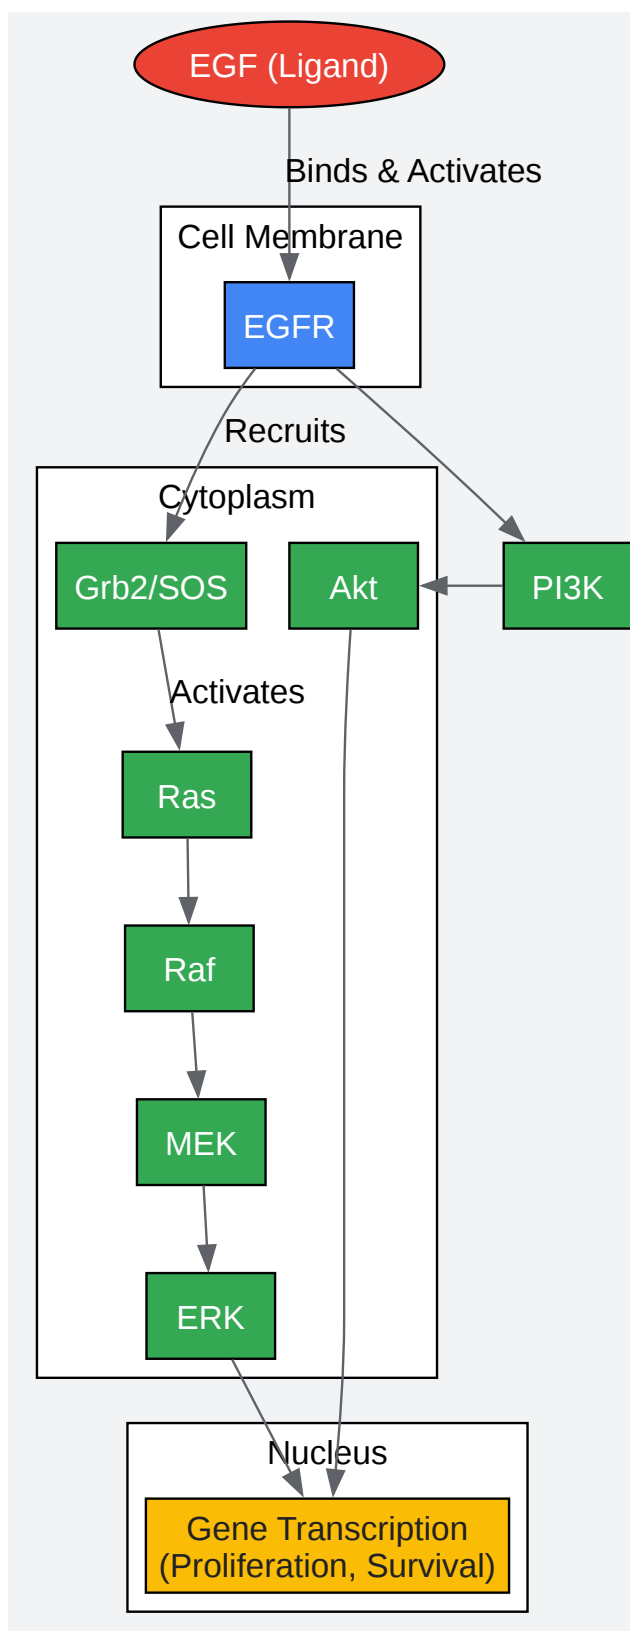 EGF (Ligand)
Binds & Activates
Cell Membrane
EGFR
Recruits
Cytoplasm
Grb2/SOS
Akt
PI3K
Activates
Ras
Raf
MEK
ERK
Nucleus
Gene Transcription
(Proliferation, Survival)